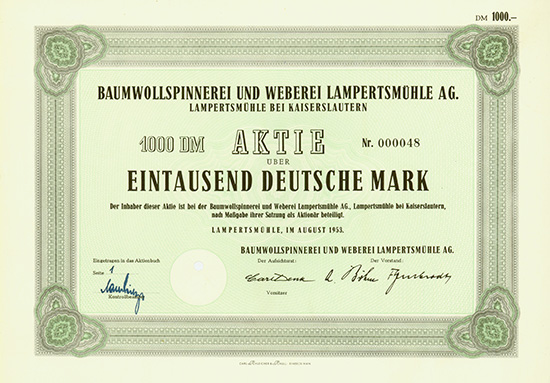 DM 1000.–
BAUMWOLLSPINNEREI UND WEBEREI LAMPERTSMÜHLE AG.
LAMPERTSMÜHLE BEI KAISERSLAUTERN
1000 DM AKTIE Nr. 000048
ÜBER
EINTAUSEND DEUTSCHE MARK
Der Inhaber dieser Aktie ist bei der Baumwollspinnerei und Weberei Lampertsmühle AG., Lampertsmühle bei Kaiserslautern,
nach Maßgabe ihrer Satzung als Aktionär beteiligt.
LAMPERTSMÜHLE, IM AUGUST 1953.
BAUMWOLLSPINNEREI UND WEBEREI LAMPERTSMÜHLE AG.
Eingetragen in das Aktienbuch
Der Aufsichtsrat: Der Vorstand:
Seite 1
Böhm
Vorsitzer